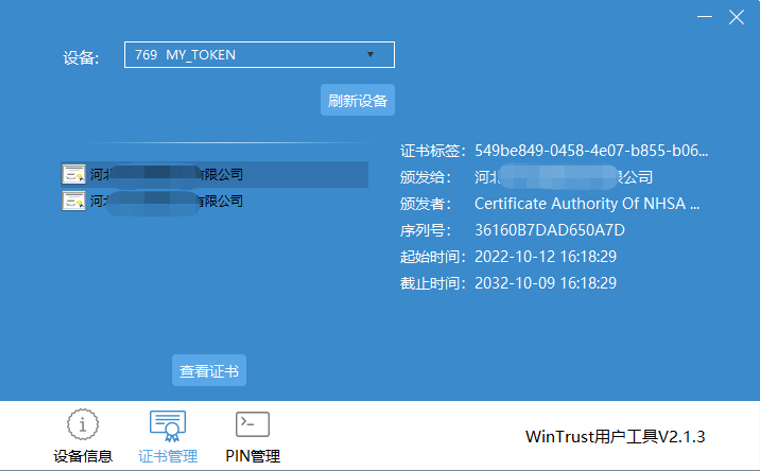 设备:
769 MY_TOKEN
刷新设备
河北 有限公司
河北 有限公司
证书标签: 549be849-0458-4e07-b855-b06...
颁发给: 河北 公司
颁发者: Certificate Authority Of NHSA ...
序列号: 36160B7DAD650A7D
起始时间: 2022-10-12 16:18:29
截止时间: 2032-10-09 16:18:29
查看证书
设备信息
证书管理
PIN管理
WinTrust用户工具V2.1.3